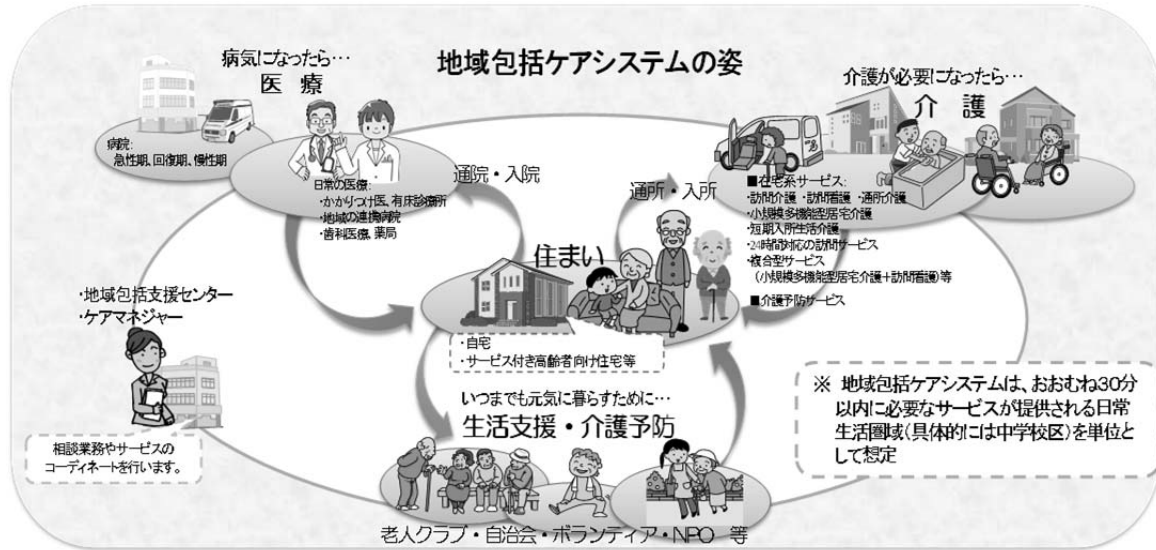 地域包括ケアシステムの姿
病気になったら…
医 療
病院:
急性期、回復期、慢性期
日常の医療:
・かかりつけ医、有床診療所
・地域の連携病院
・歯科医療、薬局
通院・入院
通所・入所
介護が必要になったら…
介 護
■在宅系サービス:
・訪問介護 ・訪問看護 ・通所介護
・小規模多機能型居宅介護
・短期入所生活介護
・24時間対応の訪問サービス
・複合型サービス
(小規模多機能型居宅介護+訪問看護)等
■介護予防サービス
住まい
・自宅
・サービス付き高齢者向け住宅等
・地域包括支援センター
・ケアマネジャー
相談業務やサービスの
コーディネートを行います。
いつまでも元気に暮らすために…
生活支援・介護予防
老人クラブ・自治会・ボランティア・NPO 等
※ 地域包括ケアシステムは、おおむね30分
以内に必要なサービスが提供される日常
生活圏域(具体的には中学校区)を単位と
して想定